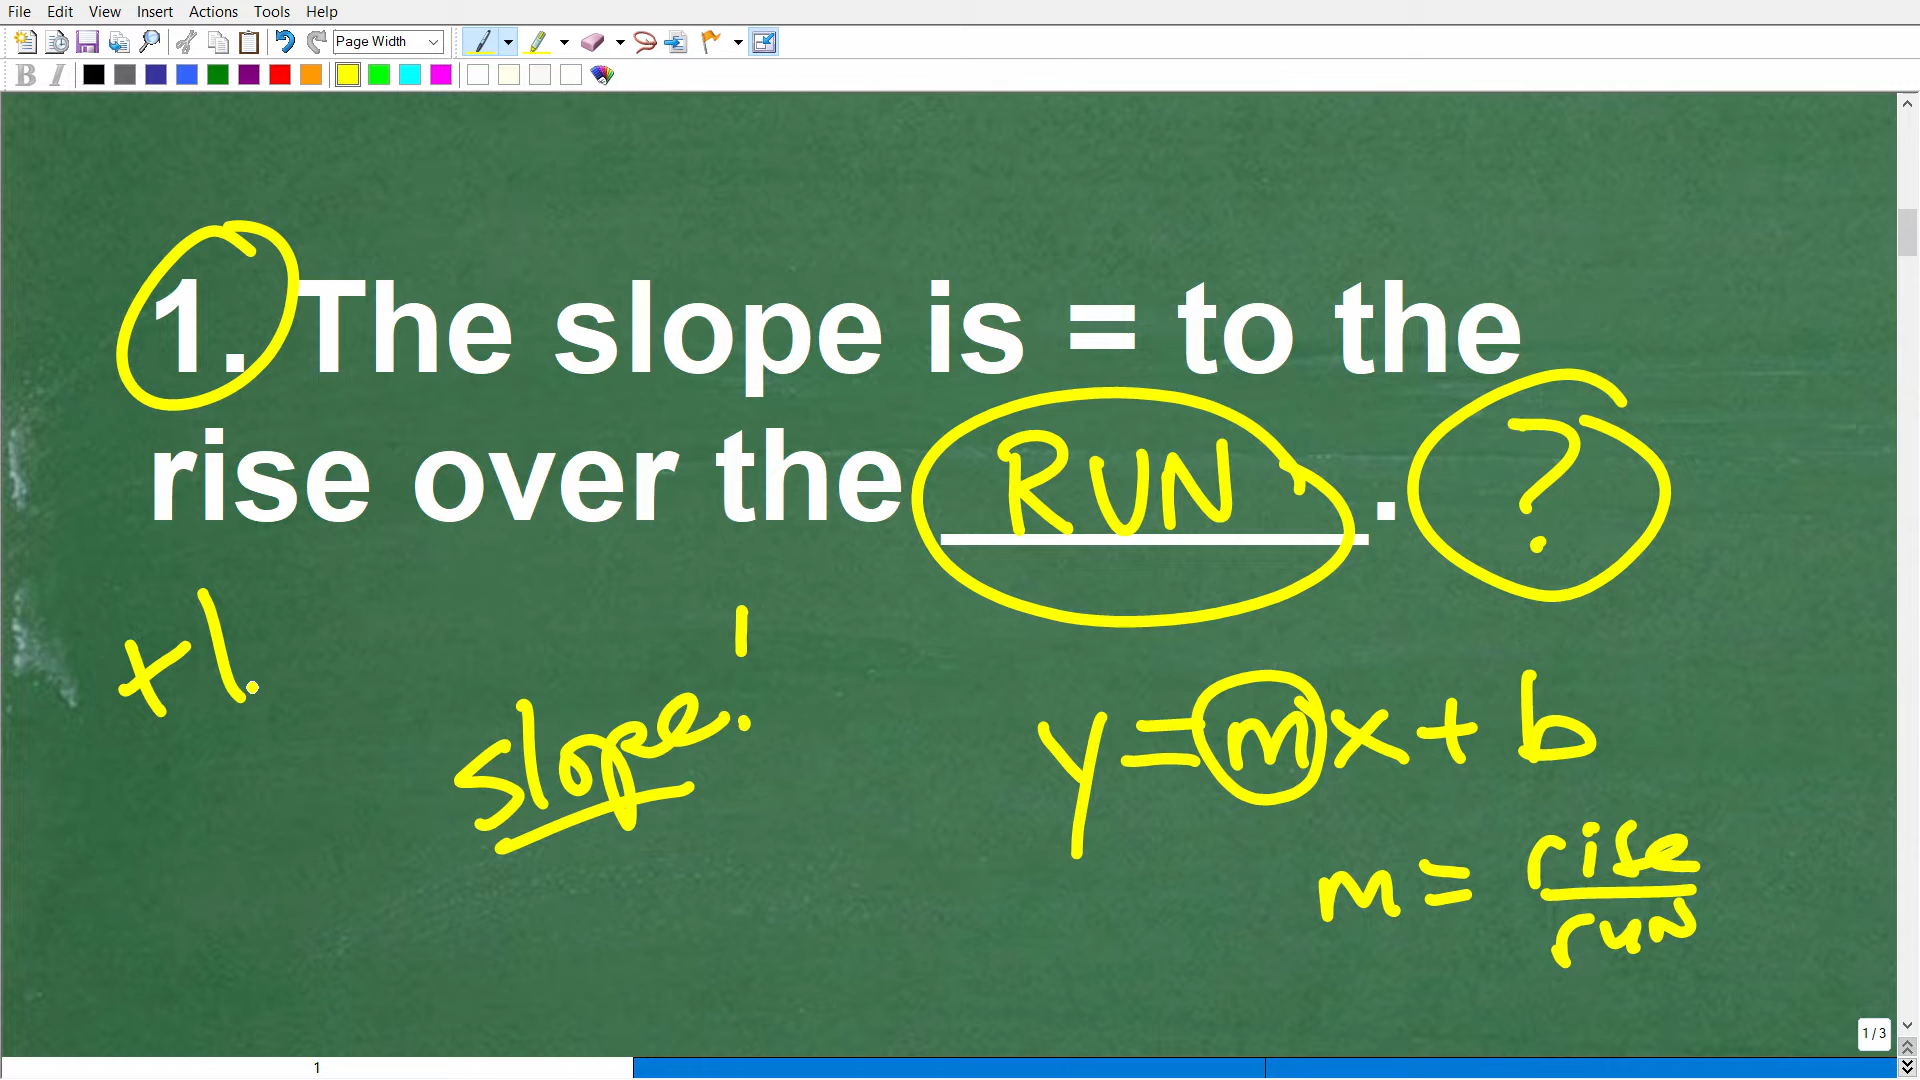 File Edit View Insert Actions Tools Help
Page Width
B I
1. The slope is = to the
rise over the RUN . ?
+1
slope!
y = mx + b
m = rise
run
1 / 3
1